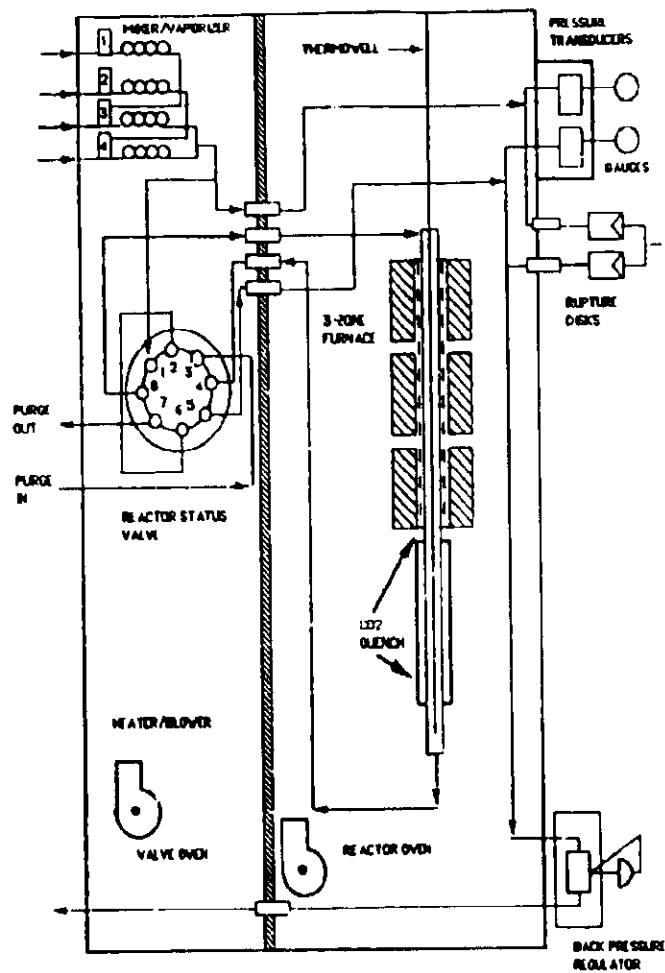 MIXER/VAPORIZER
1
2
3
4
THERMOWELL
PRESSURE
TRANSDUCERS
GAUGES
RUPTURE
DISKS
3-ZONE
FURNACE
1
2
3
4
5
6
7
8
PURGE
OUT
PURGE
IN
REACTOR STATUS
VALVE
QUENCH
HEATER/BLOWER
VALVE OVEN
REACTOR OVEN
BACK PRESSURE
REGULATOR